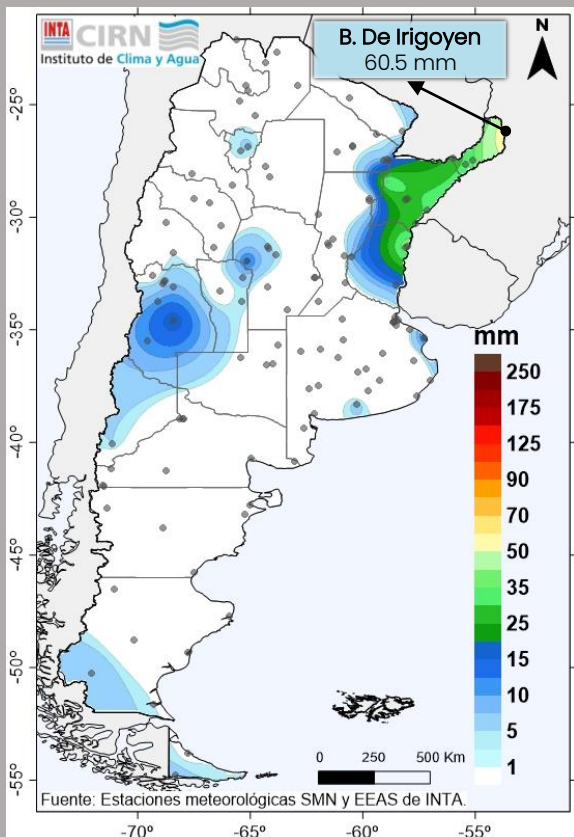 INTA CIRN
Instituto de Clima y Agua
B. De Irigoyen
60.5 mm
N
25°
30°
35°
40°
45°
50°
55°
mm
250
175
125
90
70
50
35
25
15
10
5
1
0 250 500 Km
Fuente: Estaciones meteorológicas SMN y EEAS de INTA.
-70° -65° -60° -55°